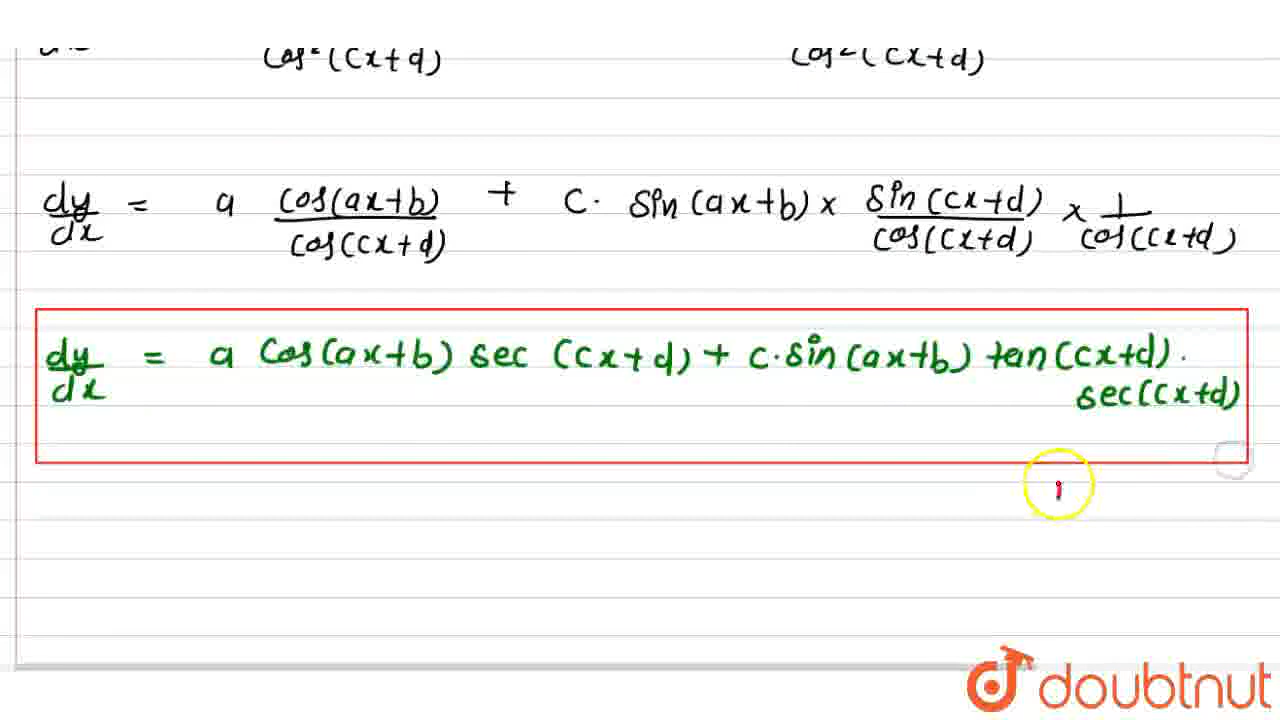 cos²(cx+d) cos²(cx+d)
dy/dx = a cos(ax+b)/cos(cx+d) + c. sin(ax+b) × sin(cx+d)/cos(cx+d) × 1/cos(cx+d)
dy/dx = a cos(ax+b) sec (cx+d) + c.sin(ax+b) tan(cx+d).
sec(cx+d)
doubtnut